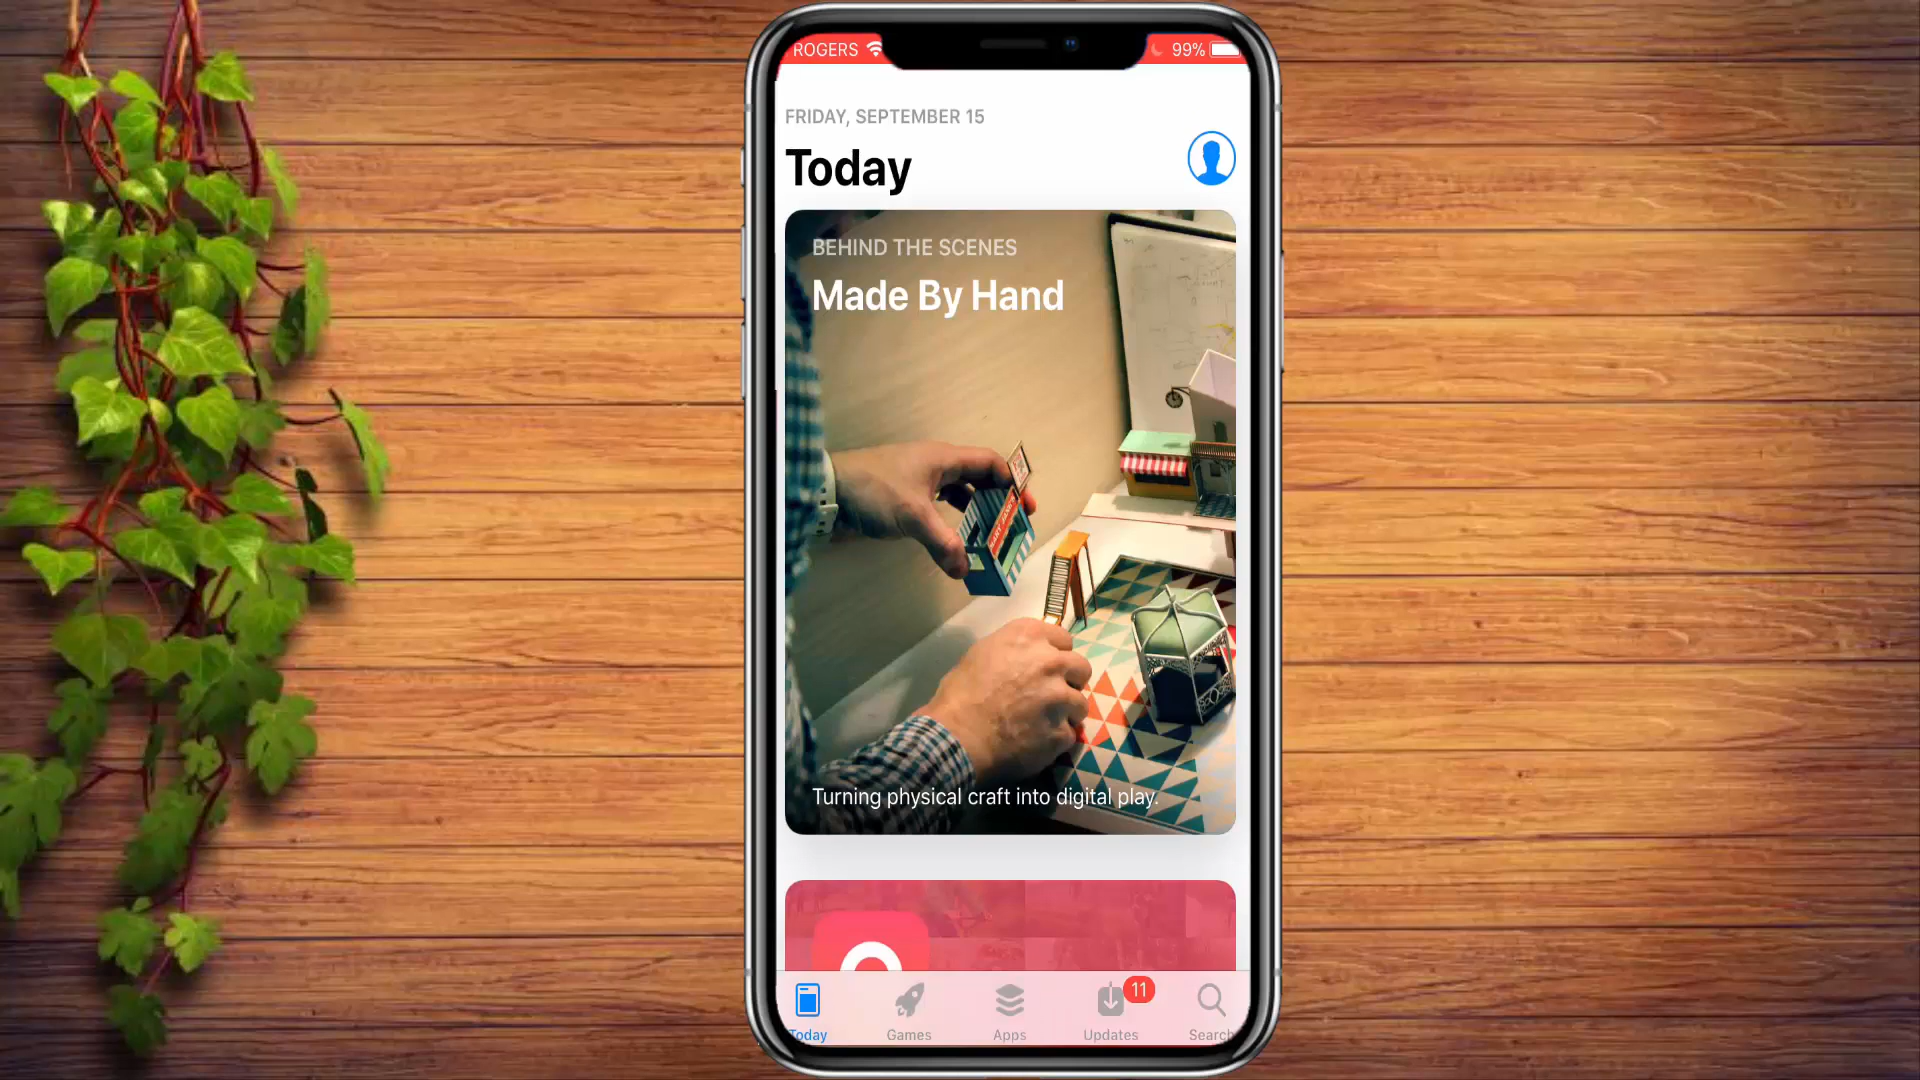 ROGERS
99%
FRIDAY, SEPTEMBER 15
Today
BEHIND THE SCENES
Made By Hand
Turning physical craft into digital play.
11
Today
Games
Apps
Updates
Search